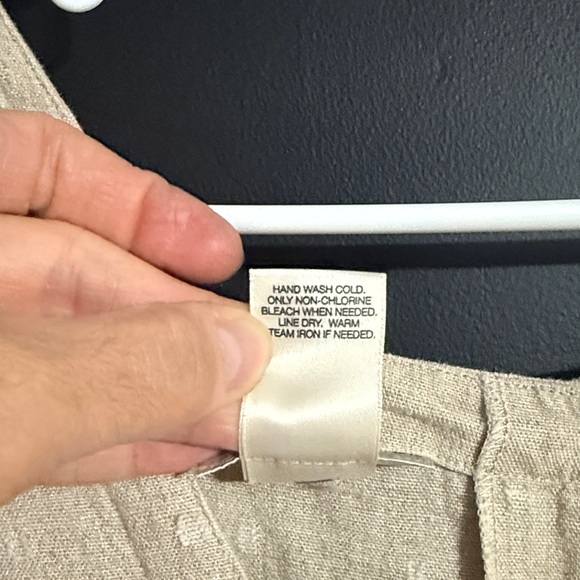 HAND WASH COLD.
ONLY NON-CHLORINE
BLEACH WHEN NEEDED.
LINE DRY. WARM
TEAM IRON IF NEEDED.